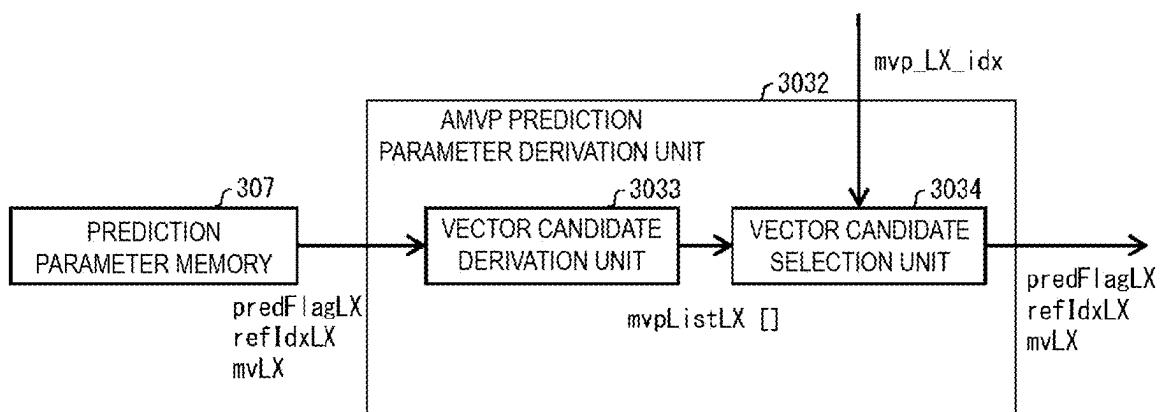 mvp_LX_idx
3032
AMVP PREDICTION
PARAMETER DERIVATION UNIT
307
3033
3034
PREDICTION
PARAMETER MEMORY
VECTOR CANDIDATE
DERIVATION UNIT
VECTOR CANDIDATE
SELECTION UNIT
predFlagLX
refIdxLX
mvLX
mvpListLX []
predFlagLX
refIdxLX
mvLX